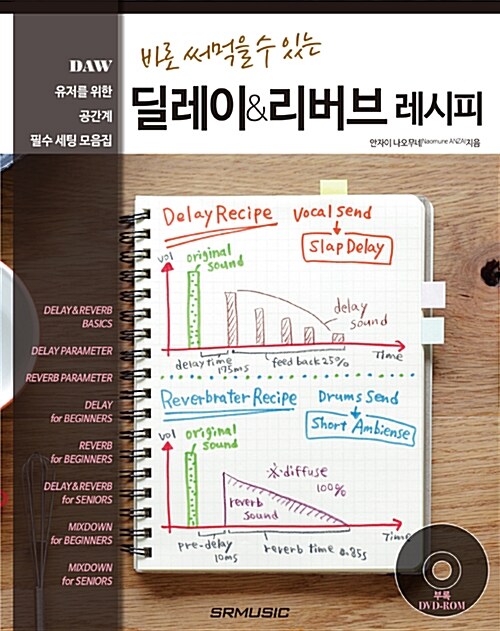 DAW
유저를 위한
공간계
필수 세팅 모음집
바로 써먹을 수 있는
딜레이&리버브 레시피
안자이 나오무네(Naomune ANZAI)지음
Delay Recipe
Vocal Send
Slap Delay
vol
original
sound
delay
sound
Time
delay time
175ms
feed back 25%
Reverbrater Recipe
Drums Send
Short Ambiense
vol
original
sound
※diffuse
100%
reverb
sound
Time
pre-delay
10ms
reverb time 0.85s
DELAY&REVERB
BASICS
DELAY PARAMETER
REVERB PARAMETER
DELAY
for BEGINNERS
REVERB
for BEGINNERS
DELAY&REVERB
for SENIORS
MIXDOWN
for BEGINNERS
MIXDOWN
for SENIORS
부록
DVD-ROM
SRMUSIC